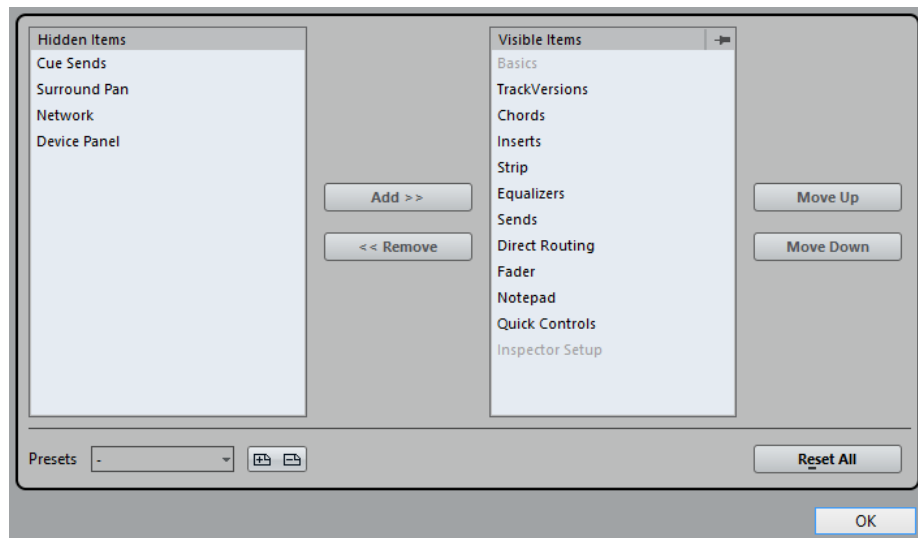 Hidden Items
Cue Sends
Surround Pan
Network
Device Panel
Add >>
<< Remove
Visible Items
Basics
TrackVersions
Chords
Inserts
Strip
Equalizers
Sends
Direct Routing
Fader
Notepad
Quick Controls
Inspector Setup
Move Up
Move Down
Presets -
Reset All
OK